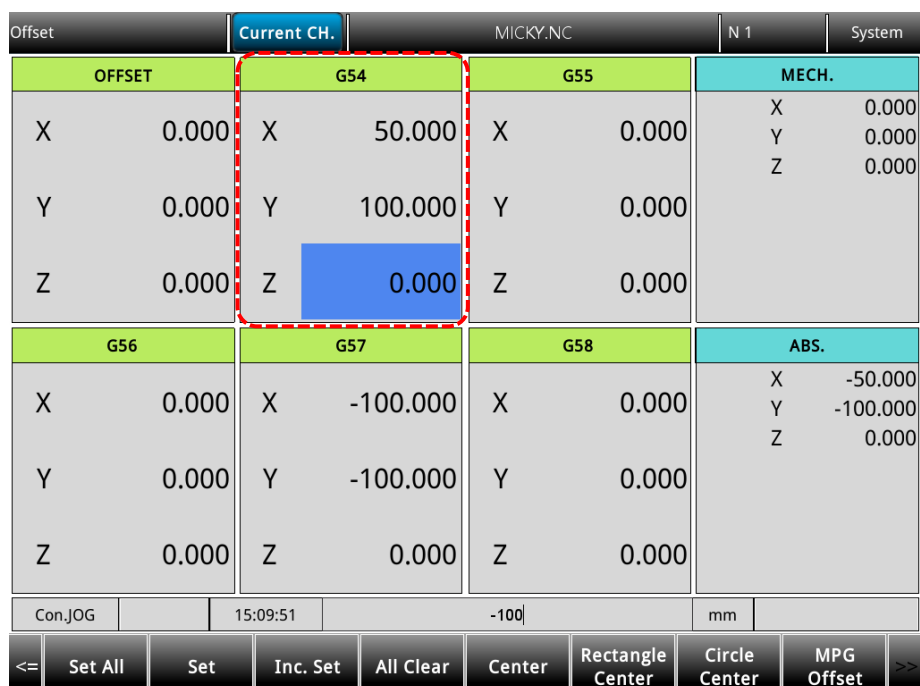 Offset Current CH. MICKY.NC N 1 System
OFFSET G54 G55 MECH.
X 0.000 X 50.000 X 0.000 X 0.000
Y 0.000
Z 0.000
Y 0.000 Y 100.000 Y 0.000
Z 0.000 Z 0.000 Z 0.000
G56 G57 G58 ABS.
X 0.000 X -100.000 X 0.000 X -50.000
Y -100.000
Z 0.000
Y 0.000 Y -100.000 Y 0.000
Z 0.000 Z 0.000 Z 0.000
Con.JOG 15:09:51 -100 mm
<= Set All Set Inc. Set All Clear Center Rectangle Center Circle Center MPG Offset >>